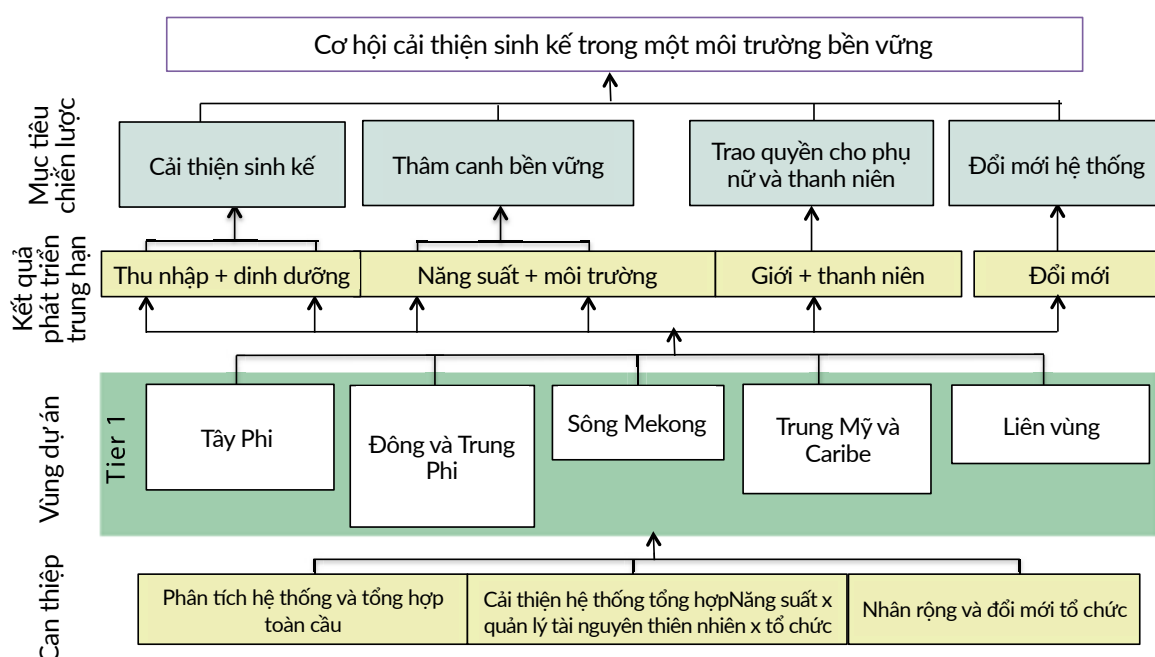 Cơ hội cải thiện sinh kế trong một môi trường bền vững
Mục tiêu
chiến lược
Cải thiện sinh kế
Thâm canh bền vững
Trao quyền cho phụ
nữ và thanh niên
Đổi mới hệ thống
Kết quả
phát triển
trung hạn
Thu nhập + dinh dưỡng
Năng suất + môi trường
Giới + thanh niên
Đổi mới
Vùng dự án
Tier 1
Tây Phi
Đông và Trung
Phi
Sông Mekong
Trung Mỹ và
Caribe
Liên vùng
Can thiệp
Phân tích hệ thống và tổng hợp
toàn cầu
Cải thiện hệ thống tổng hợpNăng suất x
quản lý tài nguyên thiên nhiên x tổ chức
Nhân rộng và đổi mới tổ chức